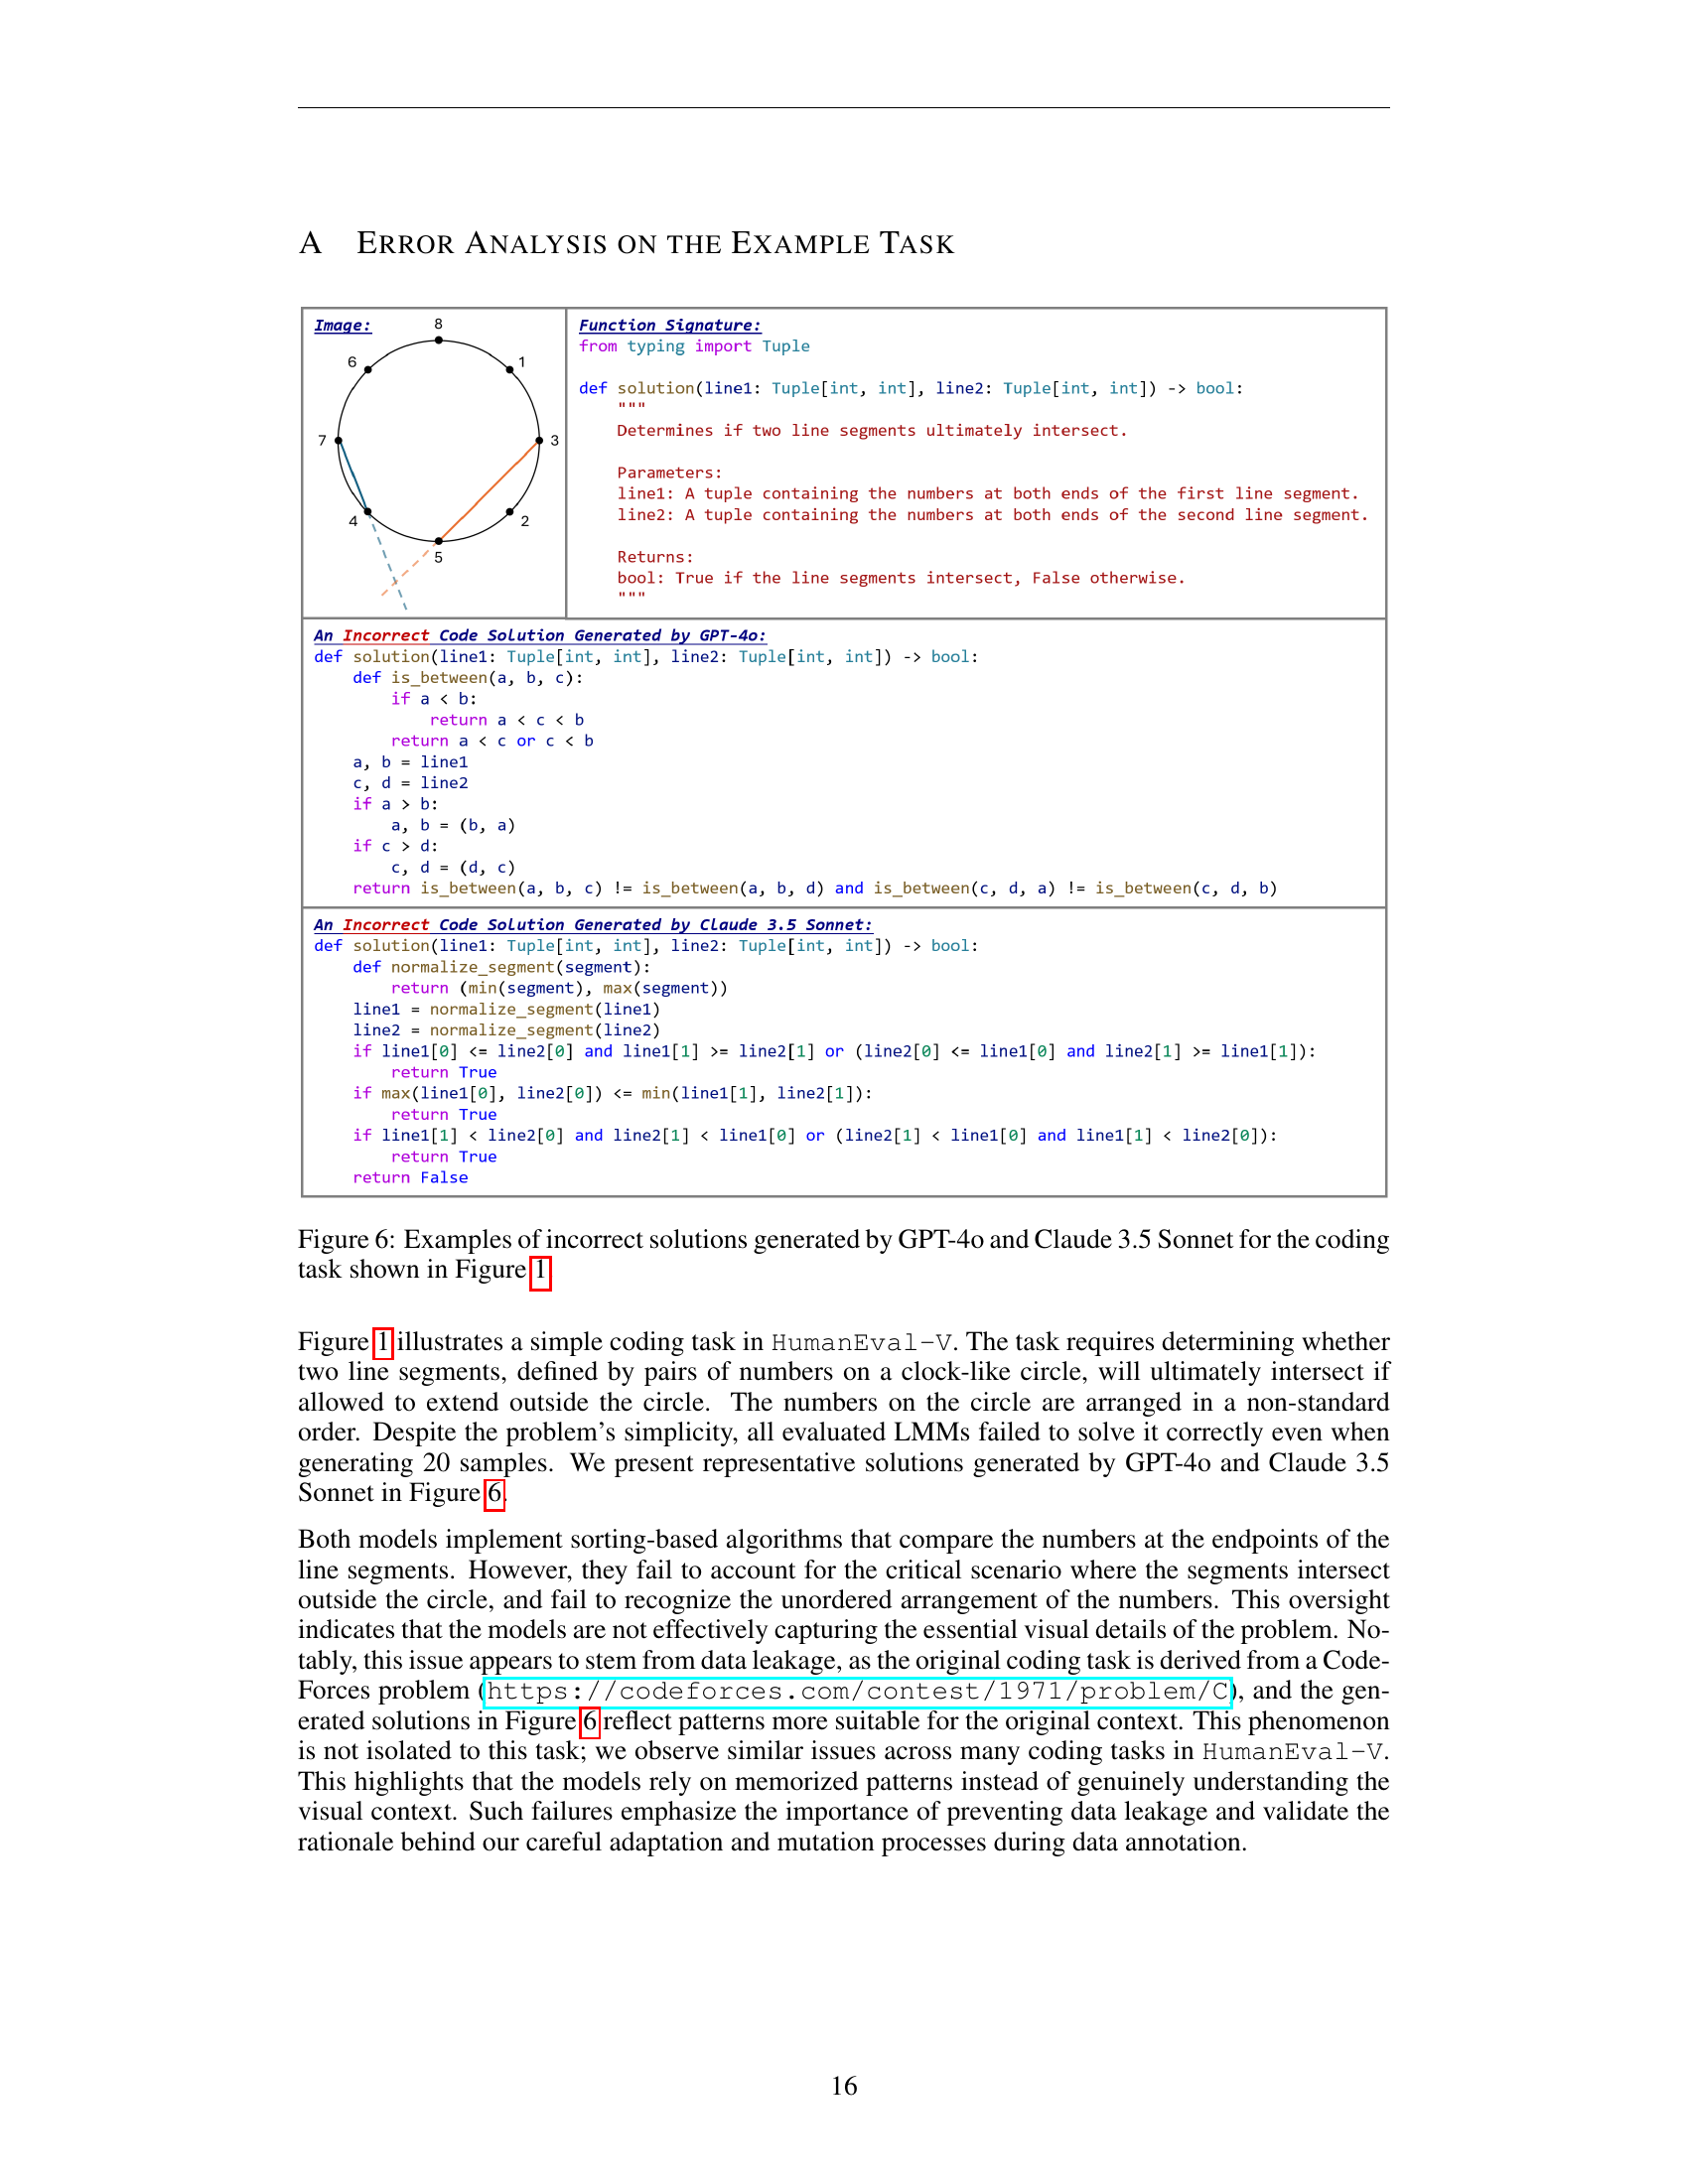 A ERROR ANALYSIS ON THE EXAMPLE TASK
Image:
8
6
1
7
3
4
2
5
Function Signature:
from typing import Tuple
def solution(line1: Tuple[int, int], line2: Tuple[int, int]) -> bool:
"""
Determines if two line segments ultimately intersect.
Parameters:
line1: A tuple containing the numbers at both ends of the first line segment.
line2: A tuple containing the numbers at both ends of the second line segment.
Returns:
bool: True if the line segments intersect, False otherwise.
"""
An Incorrect Code Solution Generated by GPT-4o:
def solution(line1: Tuple[int, int], line2: Tuple[int, int]) -> bool:
    def is_between(a, b, c):
        if a < b:
            return a < c < b
        return a < c or c < b
    a, b = line1
    c, d = line2
    if a > b:
        a, b = (b, a)
    if c > d:
        c, d = (d, c)
    return is_between(a, b, c) != is_between(a, b, d) and is_between(c, d, a) != is_between(c, d, b)
An Incorrect Code Solution Generated by Claude 3.5 Sonnet:
def solution(line1: Tuple[int, int], line2: Tuple[int, int]) -> bool:
    def normalize_segment(segment):
        return (min(segment), max(segment))
    line1 = normalize_segment(line1)
    line2 = normalize_segment(line2)
    if line1[0] <= line2[0] and line1[1] >= line2[1] or (line2[0] <= line1[0] and line2[1] >= line1[1]):
        return True
    if max(line1[0], line2[0]) <= min(line1[1], line2[1]):
        return True
    if line1[1] < line2[0] and line2[1] < line1[0] or (line2[1] < line1[0] and line1[1] < line2[0]):
        return True
    return False
Figure 6: Examples of incorrect solutions generated by GPT-4o and Claude 3.5 Sonnet for the coding
task shown in Figure 1
Figure 1 illustrates a simple coding task in HumanEval-V. The task requires determining whether
two line segments, defined by pairs of numbers on a clock-like circle, will ultimately intersect if
allowed to extend outside the circle. The numbers on the circle are arranged in a non-standard
order. Despite the problem's simplicity, all evaluated LMMs failed to solve it correctly even when
generating 20 samples. We present representative solutions generated by GPT-4o and Claude 3.5
Sonnet in Figure 6.
Both models implement sorting-based algorithms that compare the numbers at the endpoints of the
line segments. However, they fail to account for the critical scenario where the segments intersect
outside the circle, and fail to recognize the unordered arrangement of the numbers. This oversight
indicates that the models are not effectively capturing the essential visual details of the problem. No-
tably, this issue appears to stem from data leakage, as the original coding task is derived from a Code-
Forces problem (https://codeforces.com/contest/1971/problem/C), and the gen-
erated solutions in Figure 6 reflect patterns more suitable for the original context. This phenomenon
is not isolated to this task; we observe similar issues across many coding tasks in HumanEval-V.
This highlights that the models rely on memorized patterns instead of genuinely understanding the
visual context. Such failures emphasize the importance of preventing data leakage and validate the
rationale behind our careful adaptation and mutation processes during data annotation.
16